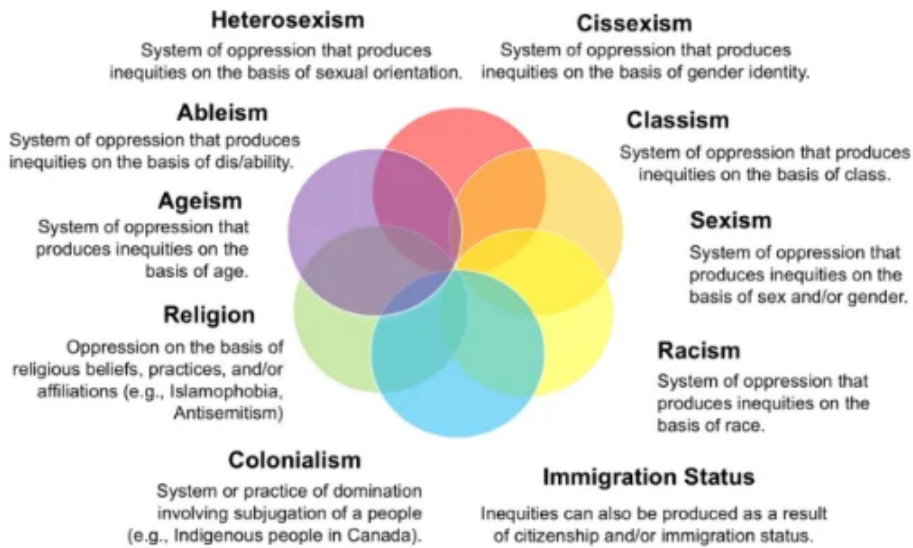 Heterosexism
System of oppression that produces
inequities on the basis of sexual orientation.
Cissexism
System of oppression that produces
inequities on the basis of gender identity.
Ableism
System of oppression that produces
inequities on the basis of dis/ability.
Classism
System of oppression that produces
inequities on the basis of class.
Ageism
System of oppression that
produces inequities on the
basis of age.
Sexism
System of oppression that
produces inequities on the
basis of sex and/or gender.
Religion
Oppression on the basis of
religious beliefs, practices, and/or
affiliations (e.g., Islamophobia,
Antisemitism)
Racism
System of oppression that
produces inequities on the
basis of race.
Colonialism
System or practice of domination
involving subjugation of a people
(e.g., Indigenous people in Canada).
Immigration Status
Inequities can also be produced as a result
of citizenship and/or immigration status.